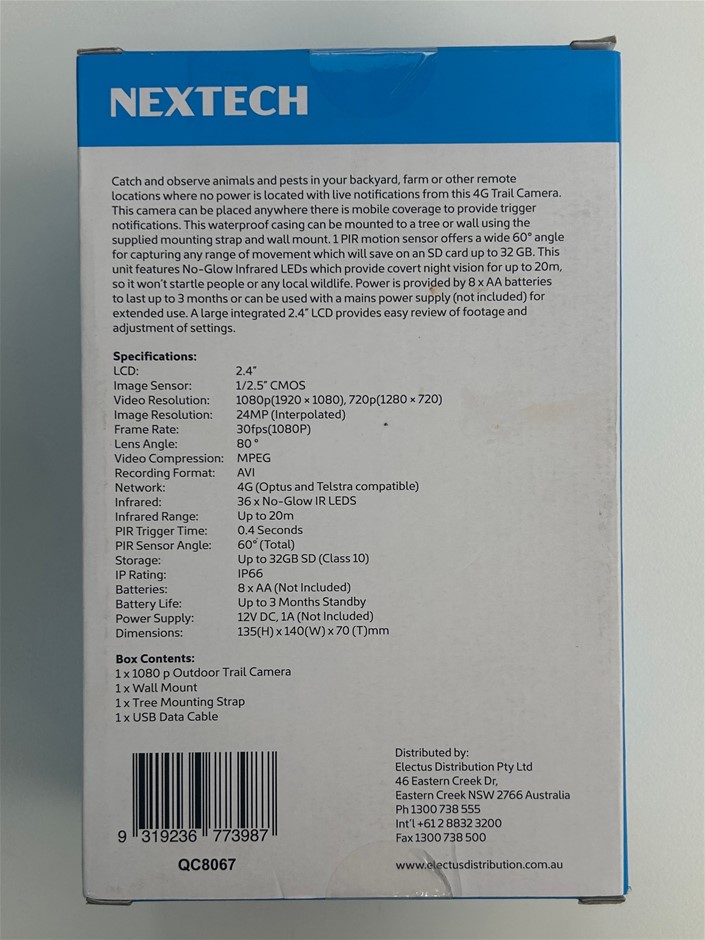 NEXTECH
Catch and observe animals and pests in your backyard, farm or other remote
locations where no power is located with live notifications from this 4G Trail Camera.
This camera can be placed anywhere there is mobile coverage to provide trigger
notifications. This waterproof casing can be mounted to a tree or wall using the
supplied mounting strap and wall mount. 1 PIR motion sensor offers a wide 60° angle
for capturing any range of movement which will save on an SD card up to 32 GB. This
unit features No-Glow Infrared LEDs which provide covert night vision for up to 20m,
so it won't startle people or any local wildlife. Power is provided by 8 x AA batteries
to last up to 3 months or can be used with a mains power supply (not included) for
extended use. A large integrated 2.4" LCD provides easy review of footage and
adjustment of settings.
Specifications:
LCD: 2.4"
Image Sensor: 1/2.5" CMOS
Video Resolution: 1080p(1920 × 1080), 720p(1280 × 720)
Image Resolution: 24MP (Interpolated)
Frame Rate: 30fps(1080P)
Lens Angle: 80 °
Video Compression: MPEG
Recording Format: AVI
Network: 4G (Optus and Telstra compatible)
Infrared: 36 x No-Glow IR LEDS
Infrared Range: Up to 20m
PIR Trigger Time: 0.4 Seconds
PIR Sensor Angle: 60° (Total)
Storage: Up to 32GB SD (Class 10)
IP Rating: IP66
Batteries: 8 x AA (Not Included)
Battery Life: Up to 3 Months Standby
Power Supply: 12V DC, 1A (Not Included)
Dimensions: 135(H) x 140(W) x 70 (T)mm
Box Contents:
1 x 1080 p Outdoor Trail Camera
1 x Wall Mount
1 x Tree Mounting Strap
1 x USB Data Cable
9 319236 773987
QC8067
Distributed by:
Electus Distribution Pty Ltd
46 Eastern Creek Dr,
Eastern Creek NSW 2766 Australia
Ph 1300 738 555
Int'l +61 2 8832 3200
Fax 1300 738 500
www.electusdistribution.com.au